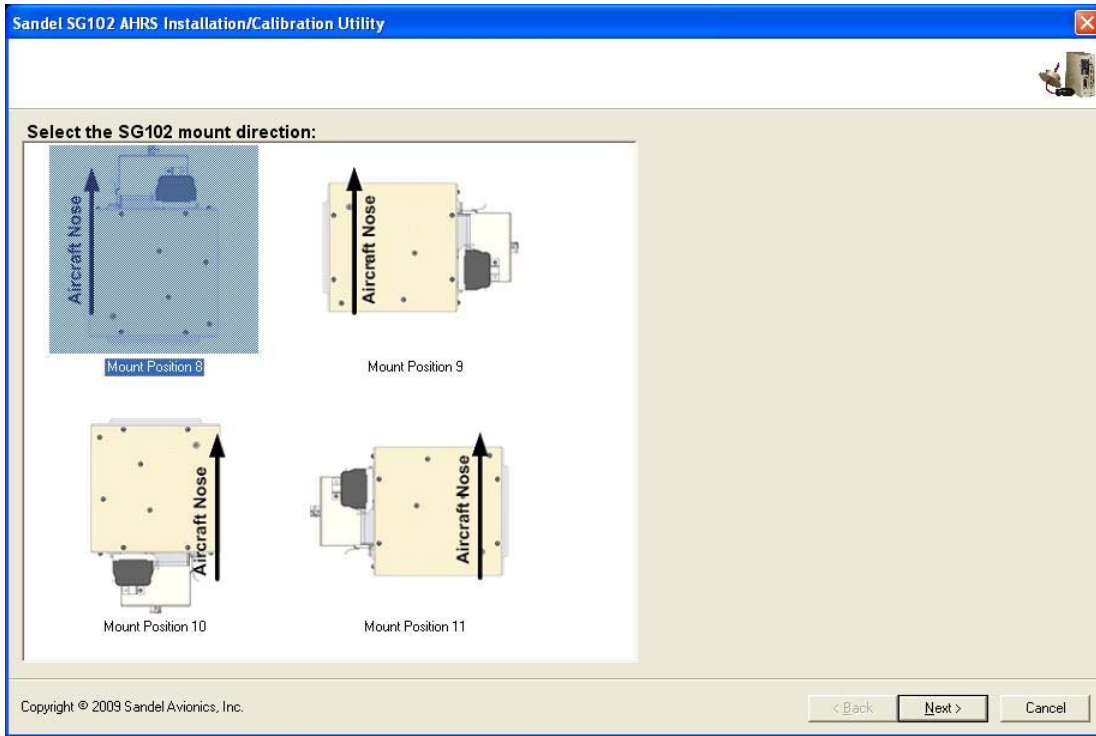 Sandel SG102 AHRS Installation/Calibration Utility
Select the SG102 mount direction:
Aircraft Nose
Aircraft Nose
Mount Position 8
Mount Position 9
Aircraft Nose
Aircraft Nose
Mount Position 10
Mount Position 11
Copyright © 2009 Sandel Avionics, Inc.
< Back
Next >
Cancel